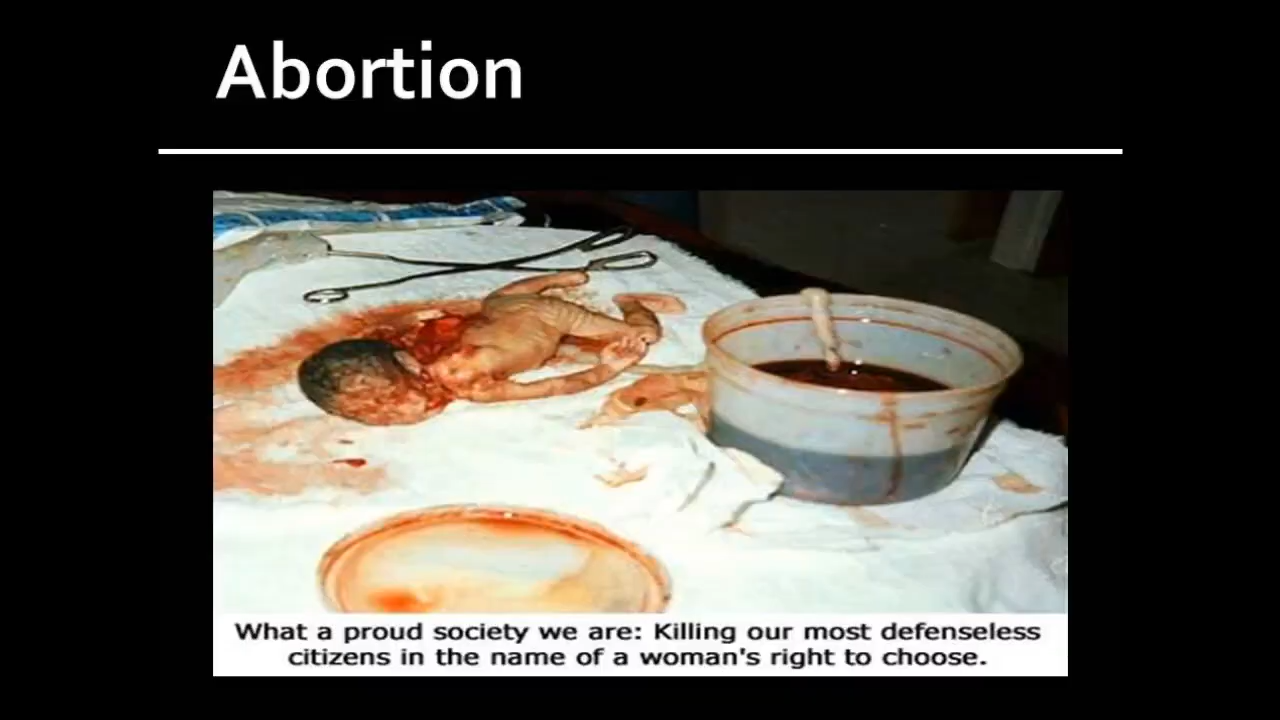 Abortion
What a proud society we are: Killing our most defenseless
citizens in the name of a woman's right to choose.